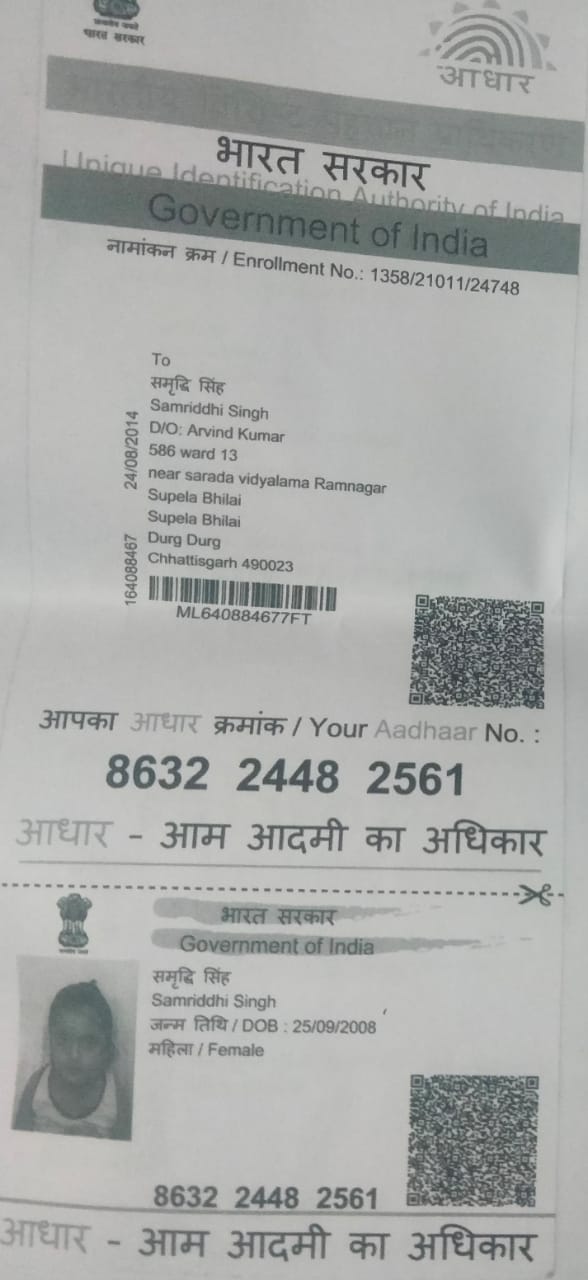 भारत सरकार
आधार
भारतीय विशिष्ट पहचान प्राधिकरण
भारत सरकार
Unique Identification Authority of India
Government of India
नामांकन क्रम / Enrollment No.: 1358/21011/24748
To
समृद्धि सिंह
Samriddhi Singh
D/O: Arvind Kumar
586 ward 13
near sarada vidyalama Ramnagar
Supela Bhilai
Supela Bhilai
Durg Durg
Chhattisgarh 490023
24/08/2014
164088467
ML640884677FT
आपका आधार क्रमांक / Your Aadhaar No. :
8632 2448 2561
आधार - आम आदमी का अधिकार
भारत सरकार
Government of India
समृद्धि सिंह
Samriddhi Singh
जन्म तिथि / DOB : 25/09/2008
महिला / Female
8632 2448 2561
आधार - आम आदमी का अधिकार